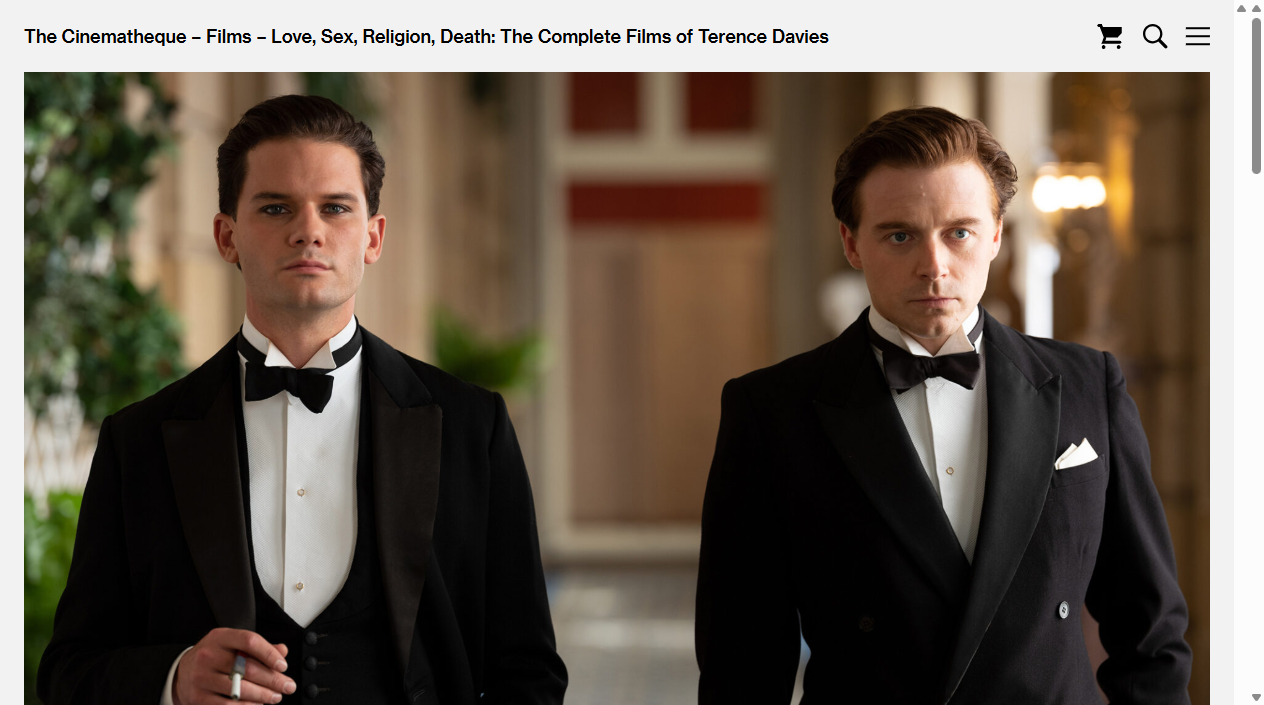 The Cinematheque – Films – Love, Sex, Religion, Death: The Complete Films of Terence Davies